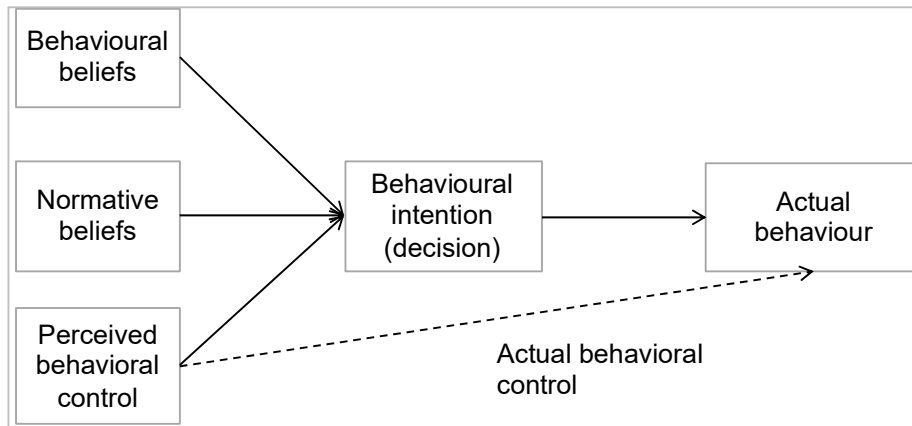 Behavioural
beliefs
Normative
beliefs
Behavioural
intention
(decision)
Actual
behaviour
Perceived
behavioral
control
Actual behavioral
control